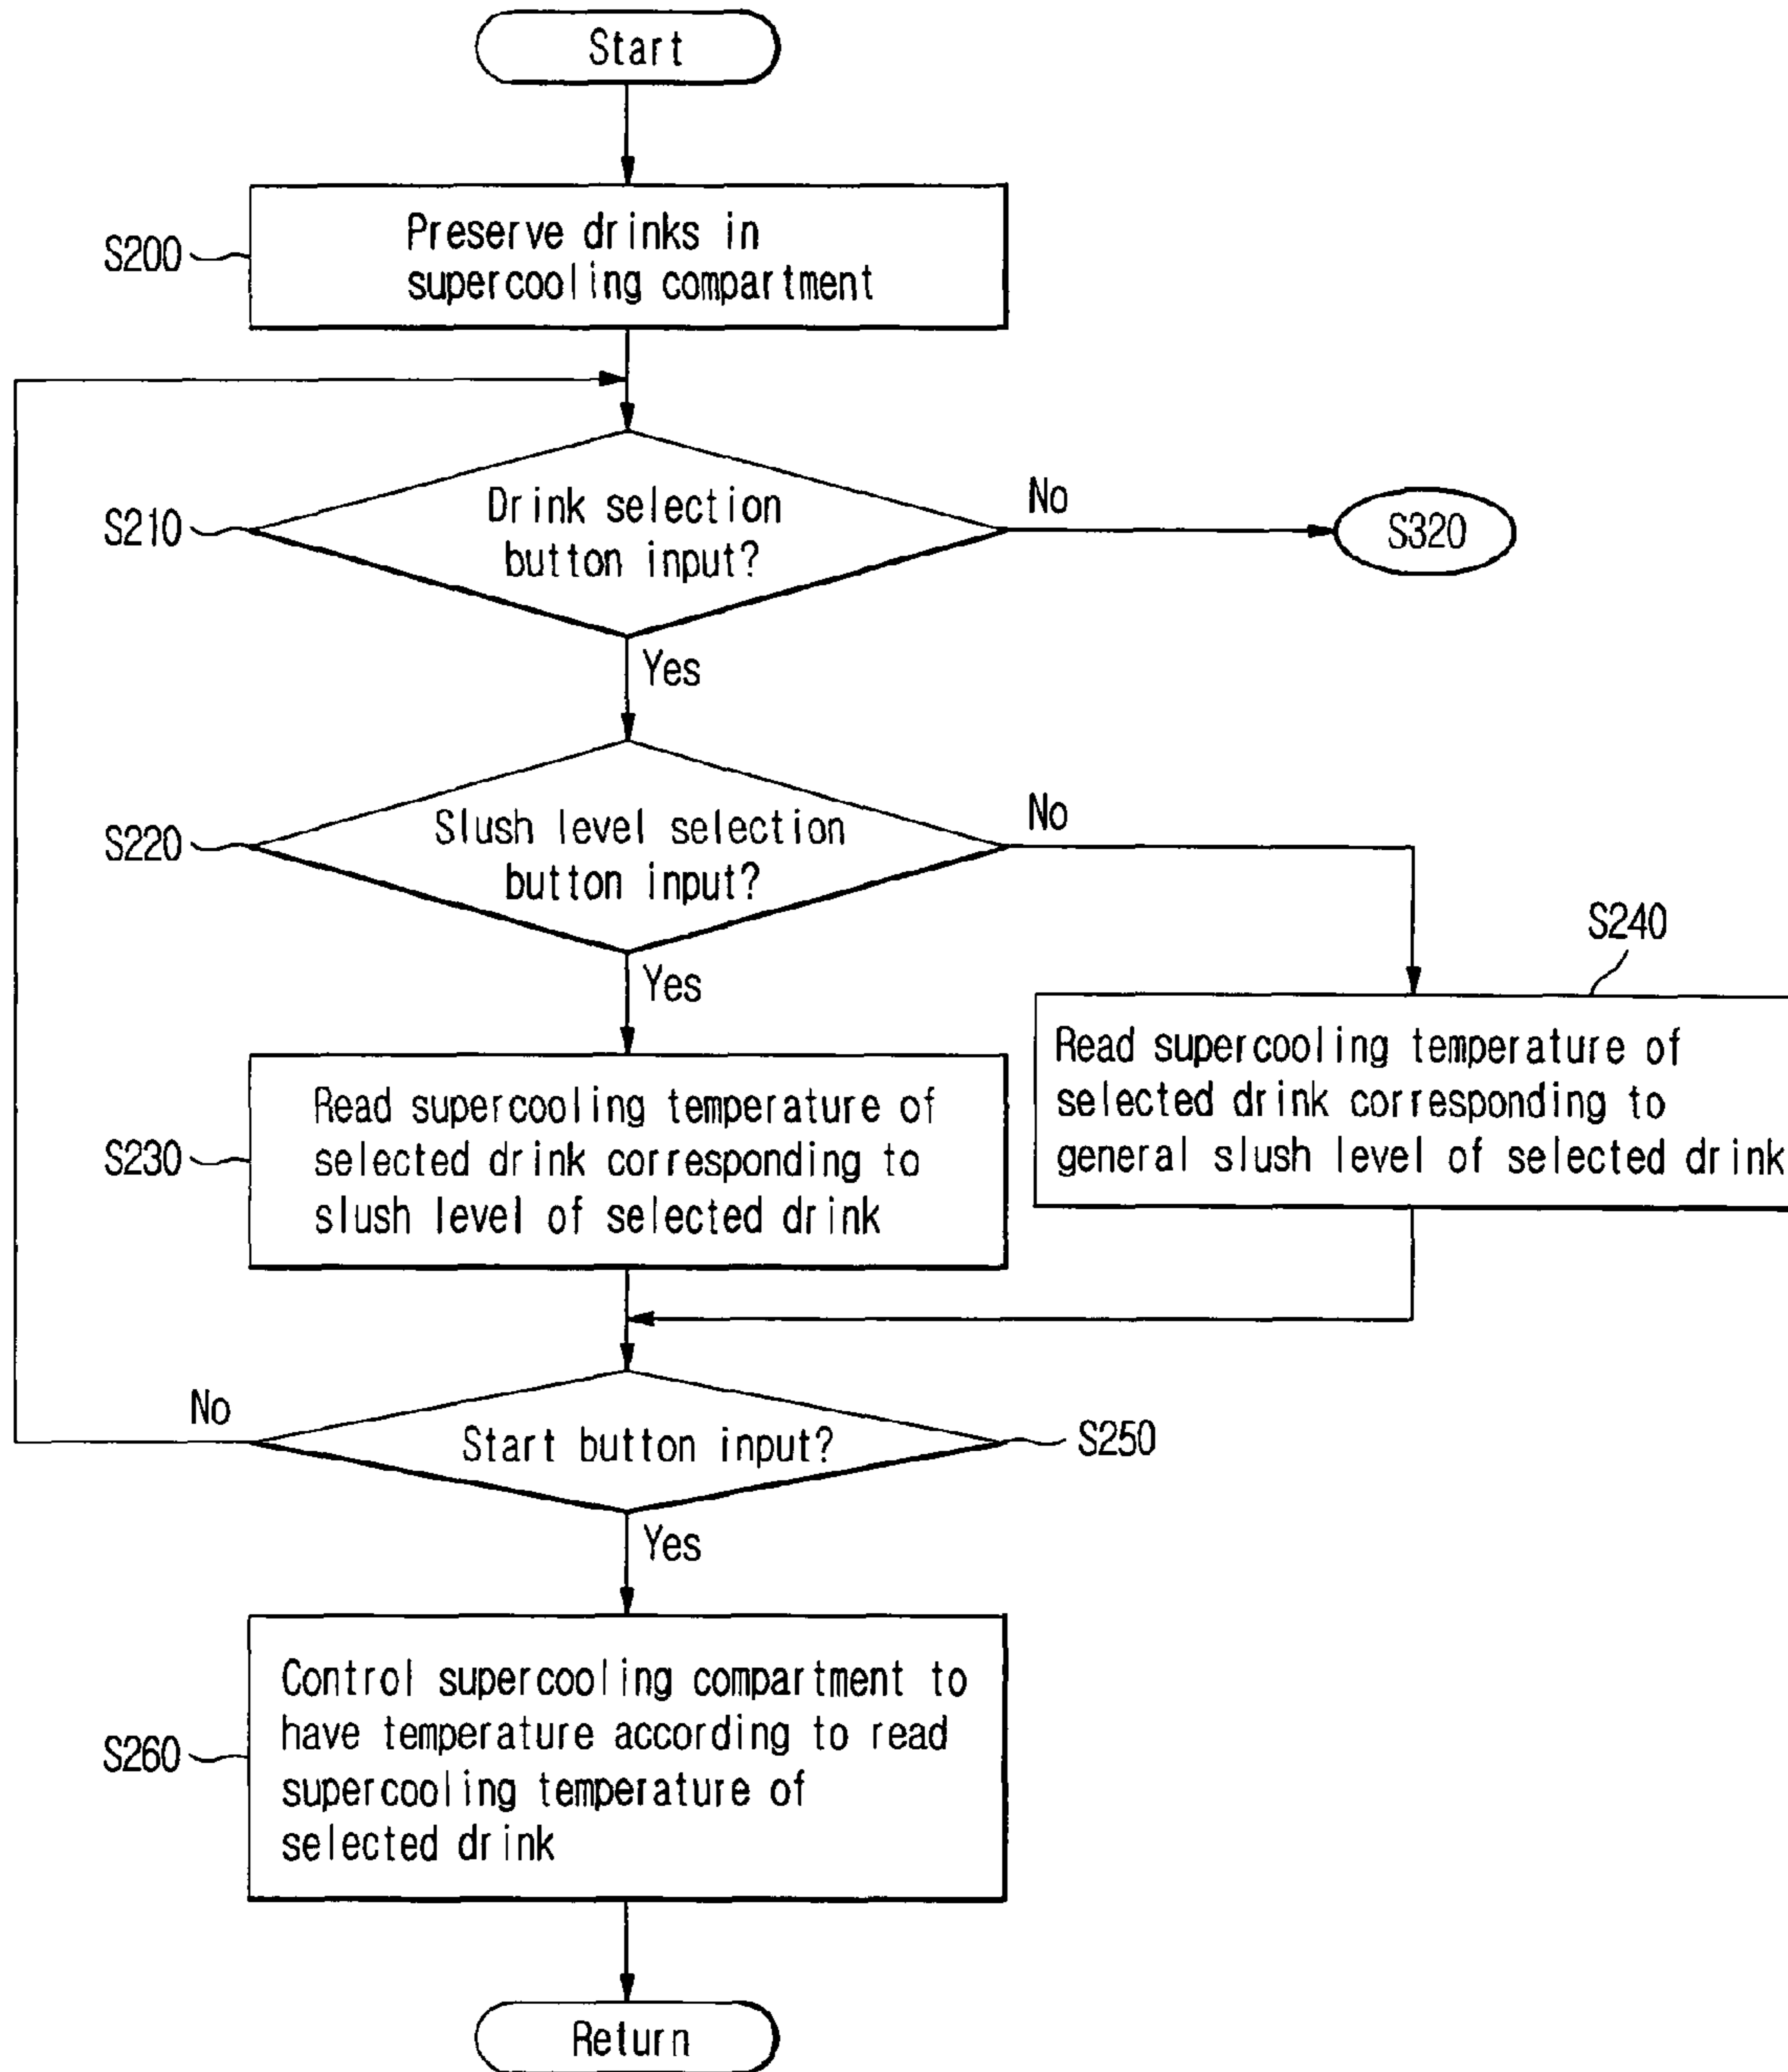 Start
S200
Preserve drinks in
supercooling compartment
S210
Drink selection
button input?
No
S320
Yes
S220
Slush level selection
button input?
No
Yes
S240
Read supercooling temperature of
selected drink corresponding to
general slush level of selected drink
S230
Read supercooling temperature of
selected drink corresponding to
slush level of selected drink
No
Start button input?
S250
Yes
S260
Control supercooling compartment to
have temperature according to read
supercooling temperature of
selected drink
Return